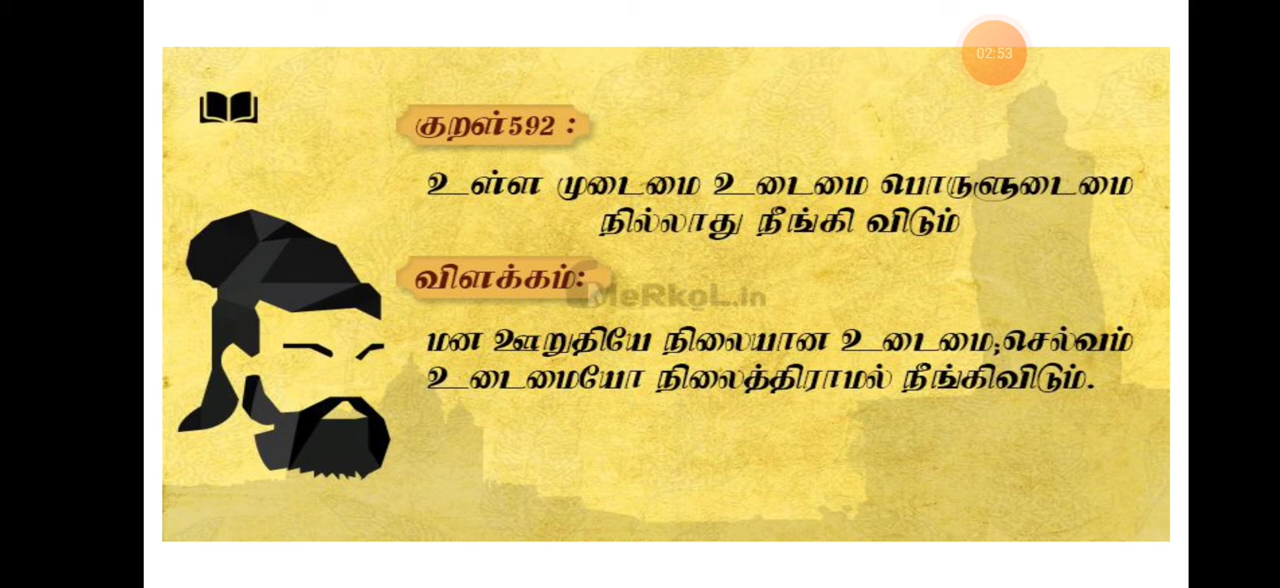 02:53
குறள்592 :
உள்ள முடைமை உடைமை பொருளுடைமை
நில்லாது நீங்கி விடும்
விளக்கம்:
MeRkoL.in
மன ஊறுதியே நிலையான உடைமை;செல்வம்
உடைமையோ நிலைத்திராமல் நீங்கிவிடும்.